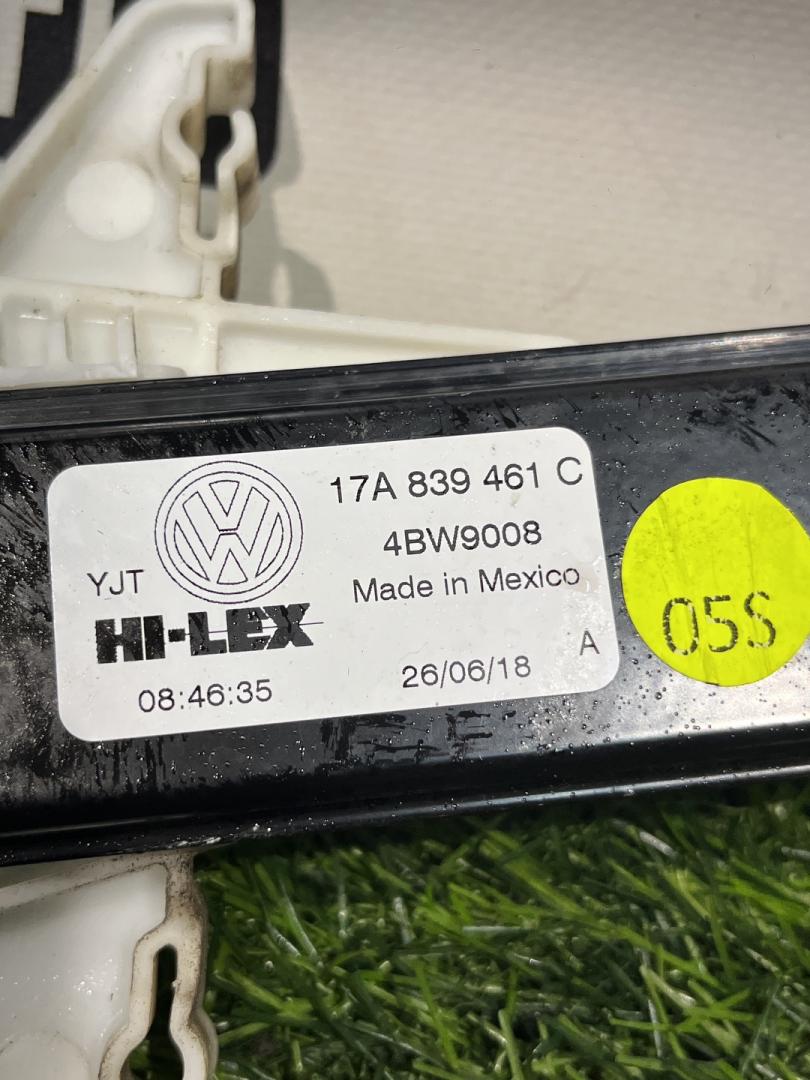 17A 839 461 C
4BW9008
YJT
Made in Mexico
HI-LEX
A
08:46:35
26/06/18
05S